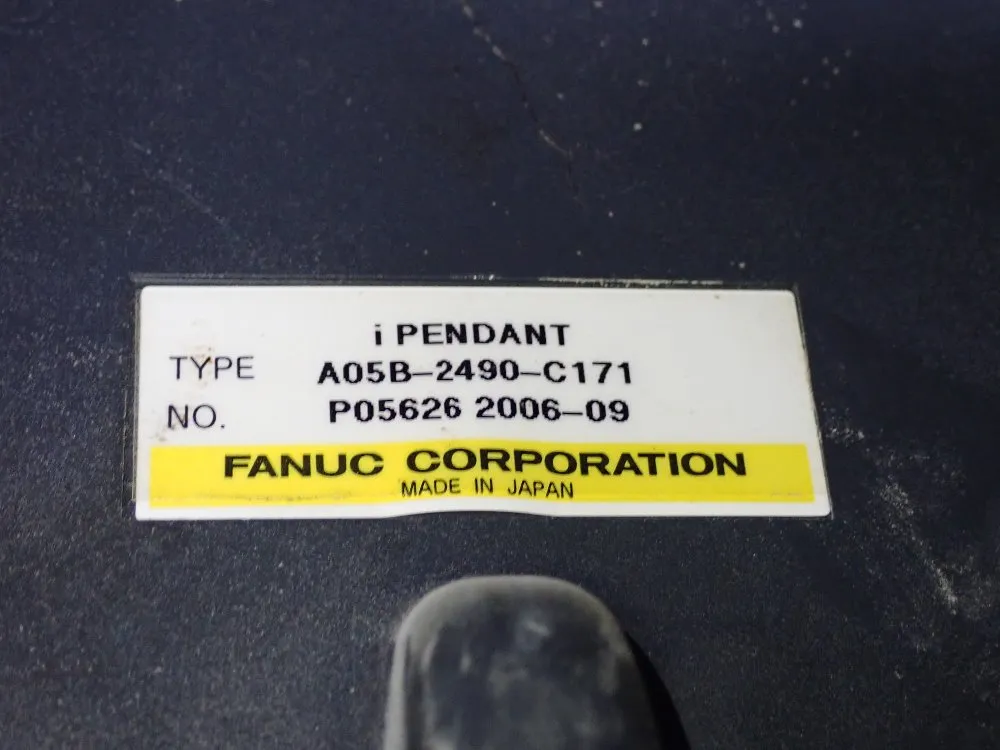 i PENDANT
TYPE A05B-2490-C171
NO. P05626 2006-09
FANUC CORPORATION
MADE IN JAPAN